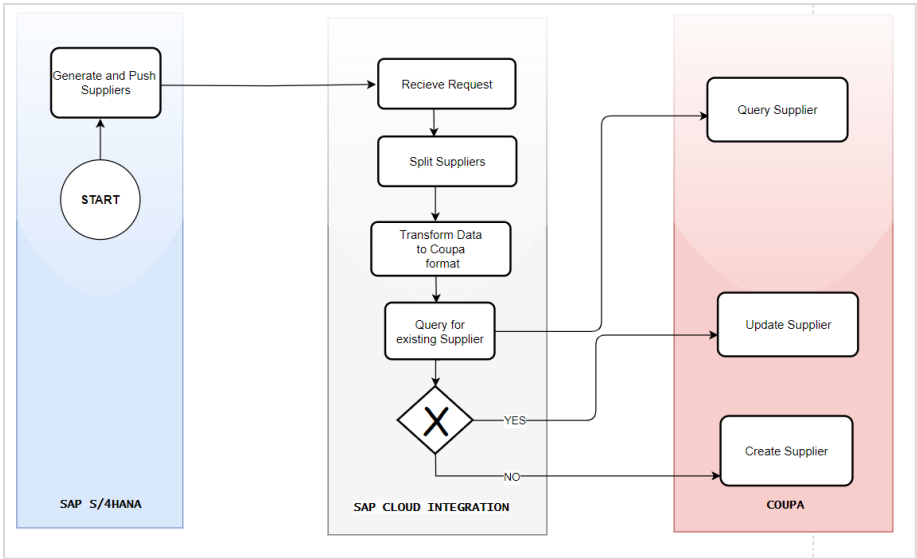 Generate and Push
Suppliers
START
SAP S/4HANA
Recieve Request
Split Suppliers
Transform Data
to Coupa
format
Query for
existing Supplier
X
YES
NO
SAP CLOUD INTEGRATION
Query Supplier
Update Supplier
Create Supplier
COUPA